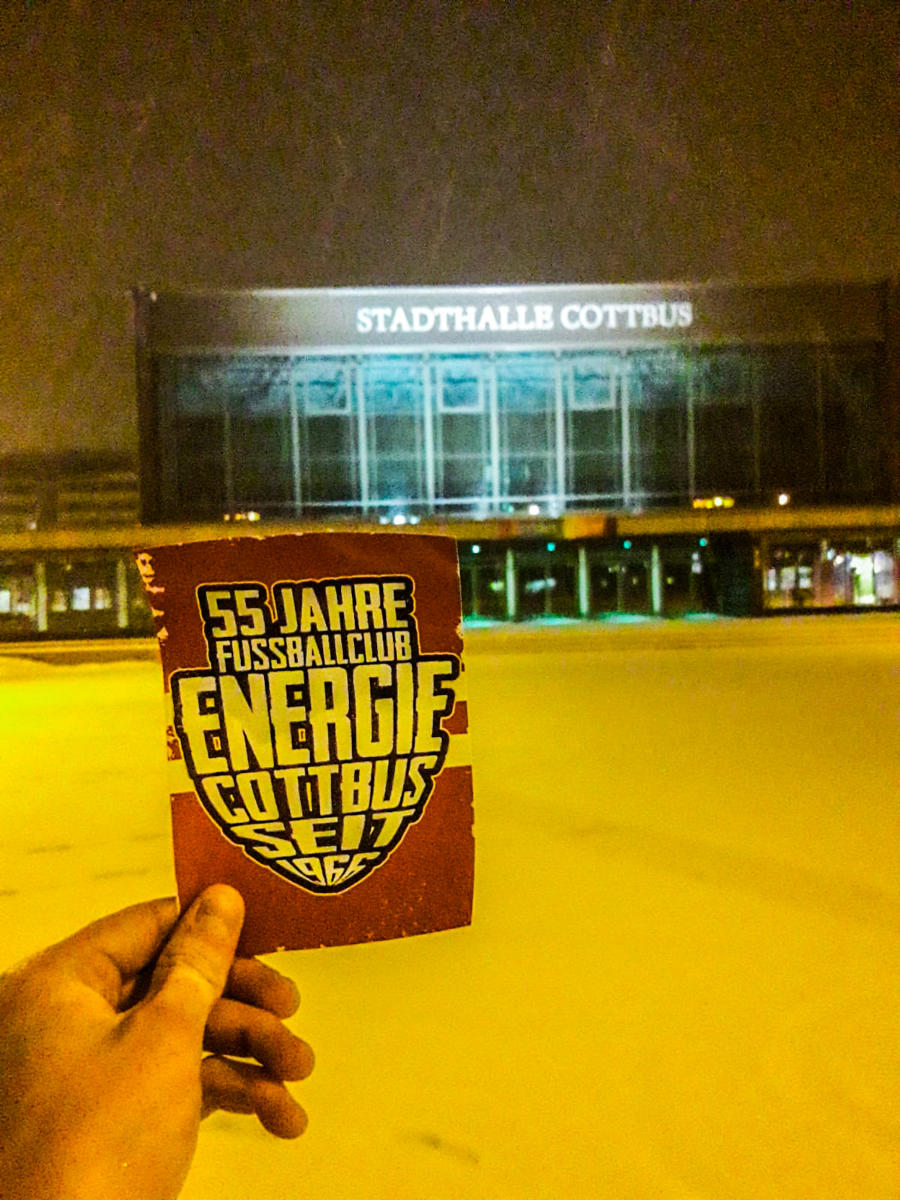 STADTHALLE COTTBUS
55 JAHRE
FUSSBALLCLUB
ENERGIE
COTTBUS
SEIT
1966